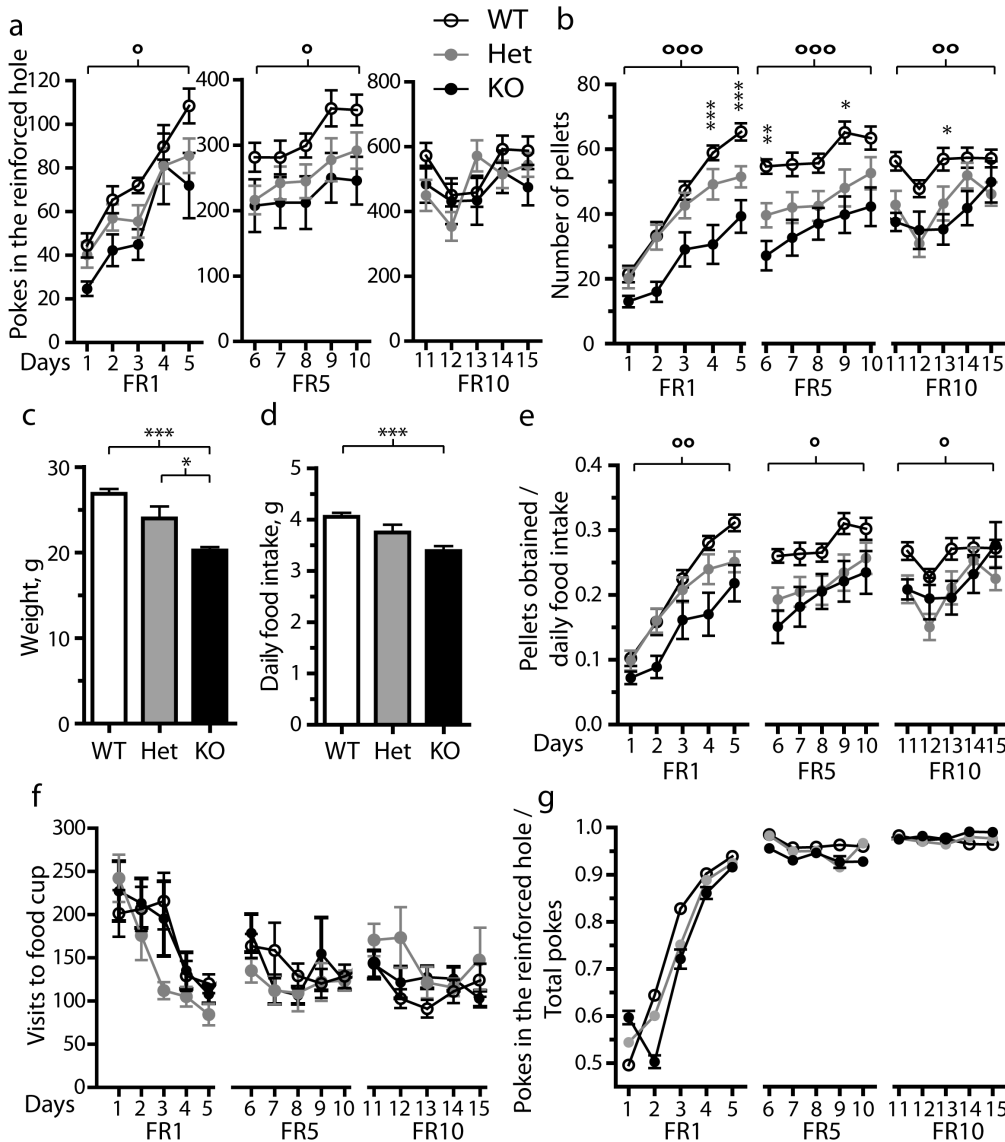 a
WT
Het
KO
Pokes in the reinforced hole
120
100
80
60
40
20
0
400
300
200
100
0
800
600
400
200
0
Days 1 2 3 4 5 6 7 8 9 10 11 12 13 14 15
FR1 FR5 FR10
b
Number of pellets
80
60
40
20
0
*** *** ** * *
1 2 3 4 5 6 7 8 9 10 11 12 13 14 15
FR1 FR5 FR10
c
***
*
Weight, g
30
20
10
0
WT Het KO
d
***
Daily food intake, g
5
4
3
2
1
0
WT Het KO
e
Pellets obtained /
daily food intake
0.4
0.3
0.2
0.1
0.0
Days 1 2 3 4 5 6 7 8 9 10 11 12 13 14 15
FR1 FR5 FR10
f
Visits to food cup
300
250
200
150
100
50
0
Days 1 2 3 4 5 6 7 8 9 10 11 12 13 14 15
FR1 FR5 FR10
g
Pokes in the reinforced hole /
Total pokes
1.0
0.9
0.8
0.7
0.6
0.5
1 2 3 4 5 6 7 8 9 10 11 12 13 14 15
FR1 FR5 FR10